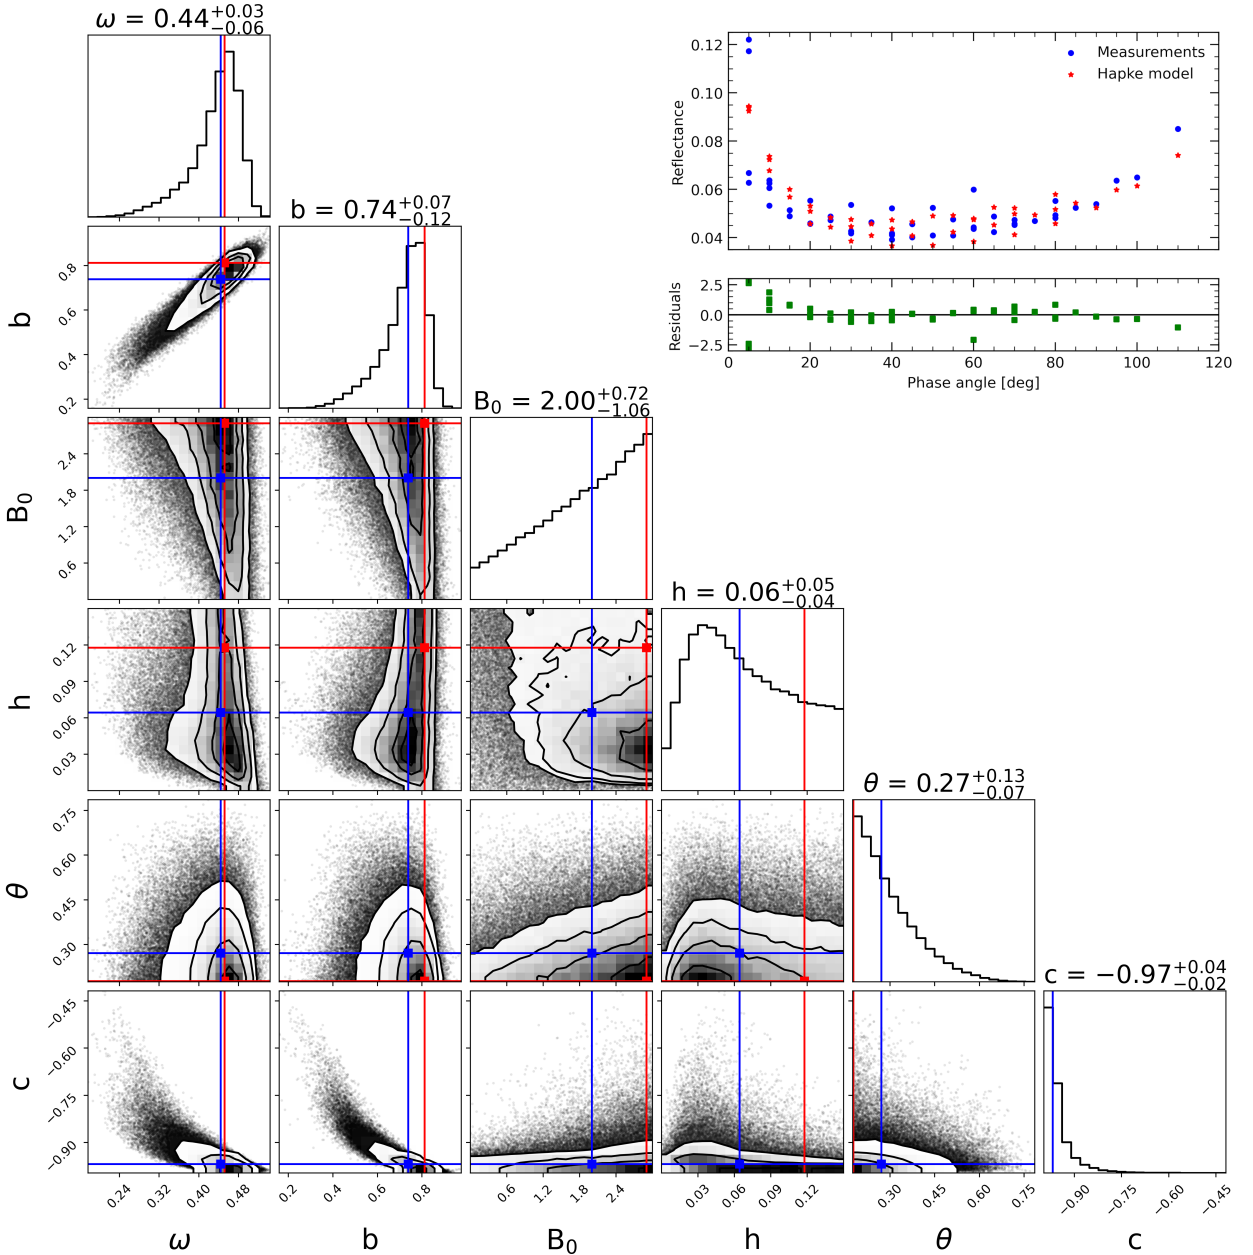 ω = 0.44+0.03−0.06
b = 0.74+0.07−0.12
B0 = 2.00+0.72−1.06
h = 0.06+0.05−0.04
θ = 0.27+0.13−0.07
c = −0.97+0.04−0.02
0.12
0.10
0.08
0.06
0.04
Reflectance
Measurements
Hapke model
2.5
0.0
−2.5
Residuals
0 20 40 60 80 100 120
Phase angle [deg]
0.8
0.6
0.4
0.2
b
2.4
1.8
1.2
0.6
B0
0.12
0.09
0.06
0.03
h
0.75
0.60
0.45
0.30
θ
−0.45
−0.60
−0.75
−0.90
c
0.24 0.32 0.40 0.48
0.2 0.4 0.6 0.8
0.6 1.2 1.8 2.4
0.03 0.06 0.09 0.12
0.30 0.45 0.60 0.75
−0.90 −0.75 −0.60 −0.45
ω b B0 h θ c